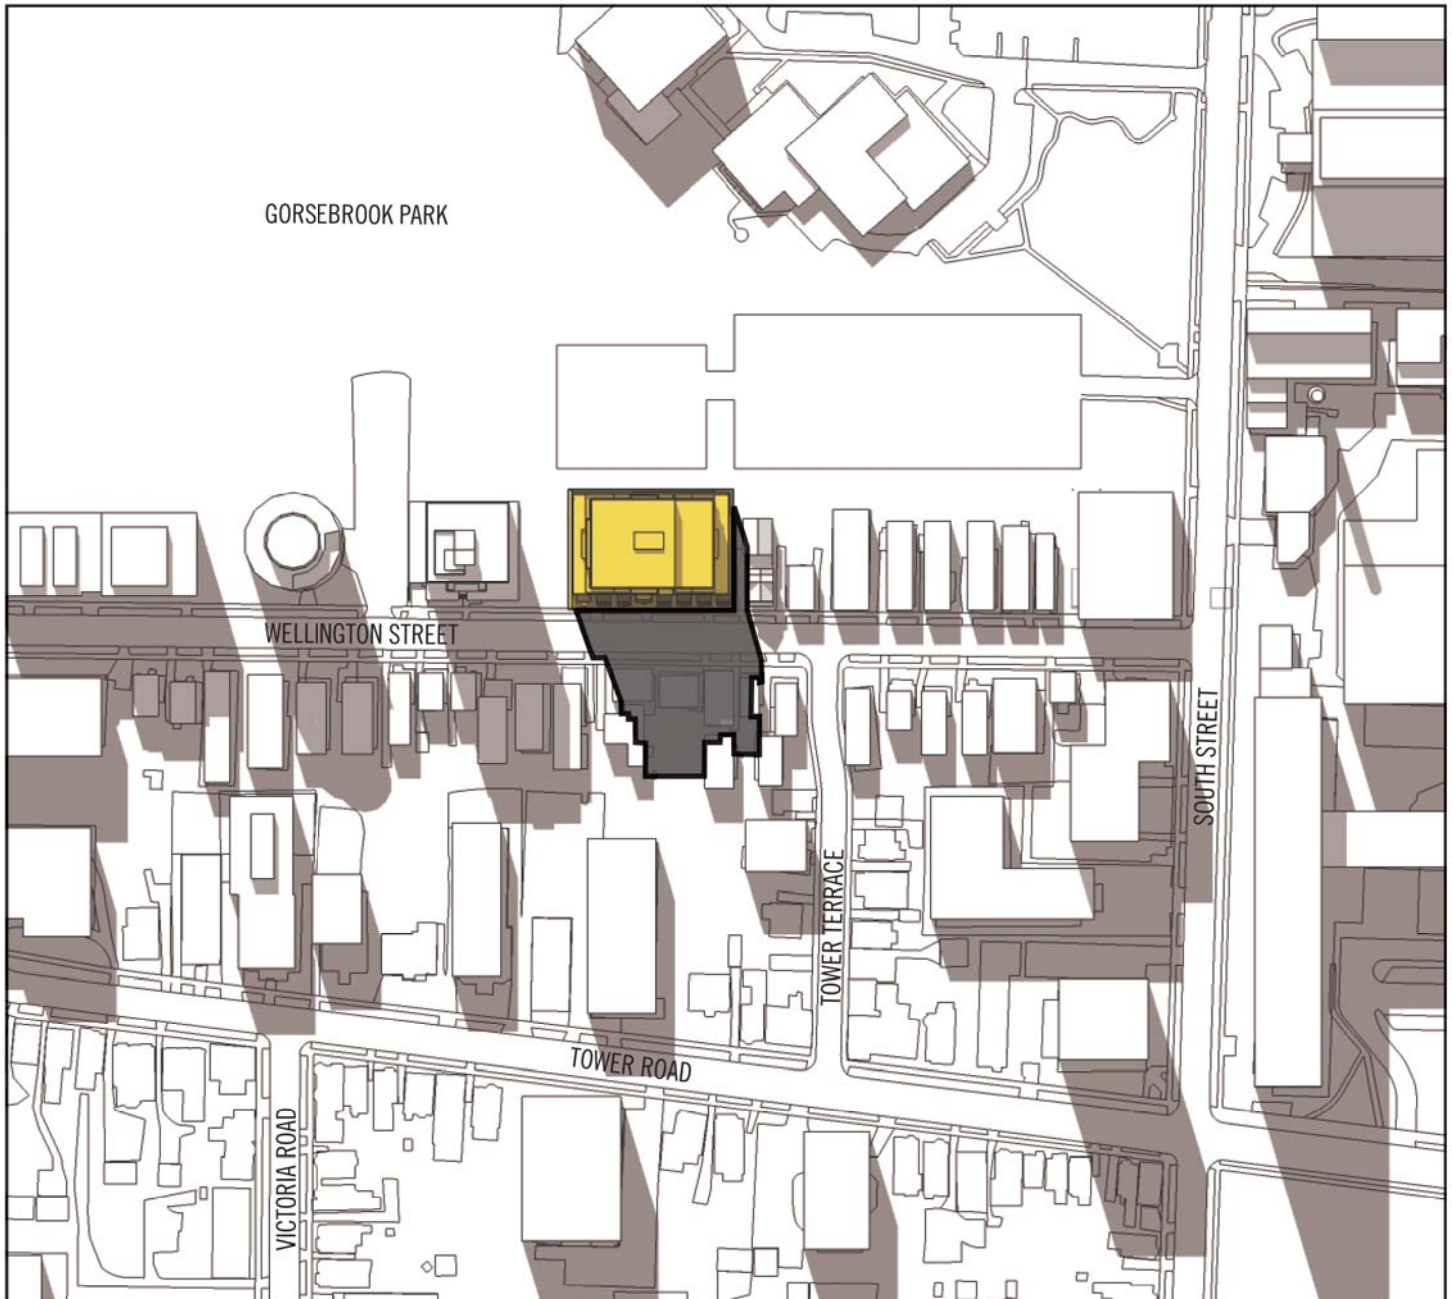 GORSEBROOK PARK
WELLINGTON STREET
SOUTH STREET
TOWER TERRACE
TOWER ROAD
VICTORIA ROAD